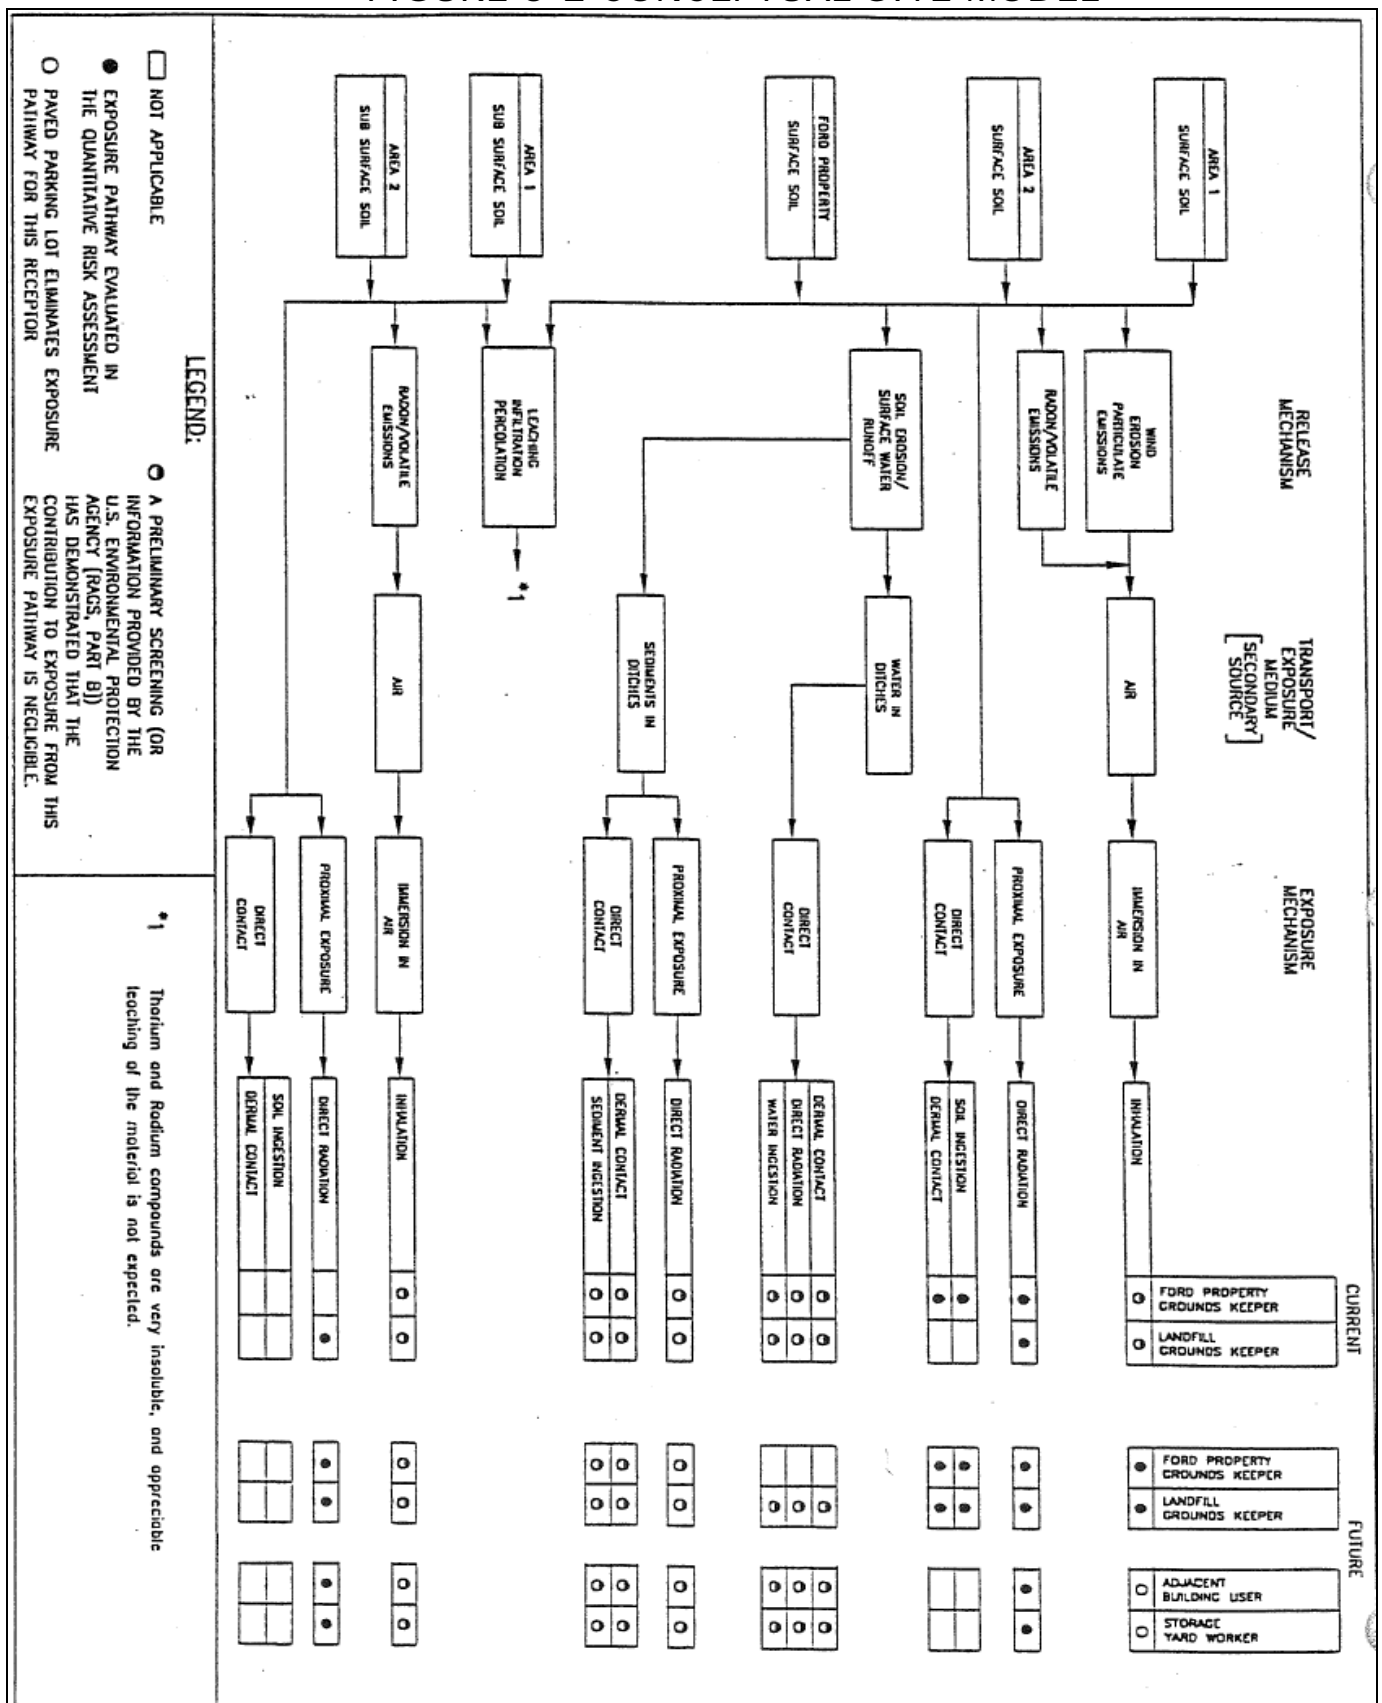 FIGURE 6-2 CONCEPTUAL SITE MODEL
RELEASE
MECHANISM
TRANSPORT/
EXPOSURE
MEDIUM
[SECONDARY
SOURCE]
EXPOSURE
MECHANISM
CURRENT
FUTURE
FORD PROPERTY
GROUNDS KEEPER
LANDFILL
GROUNDS KEEPER
FORD PROPERTY
GROUNDS KEEPER
LANDFILL
GROUNDS KEEPER
ADJACENT
BUILDING USER
STORAGE
YARD WORKER
AREA 1
SURFACE SOIL
WIND
EROSION
PARTICULATE
EMISSIONS
AIR
IMMERSION IN
AIR
INHALATION
AREA 2
SURFACE SOIL
RADON/VOLATILE
EMISSIONS
PROXIMAL EXPOSURE
DIRECT RADIATION
DIRECT
CONTACT
SOIL INGESTION
DERMAL CONTACT
FORD PROPERTY
SURFACE SOIL
SOIL EROSION/
SURFACE WATER
RUNOFF
WATER IN
DITCHES
DIRECT
CONTACT
DERMAL CONTACT
DIRECT RADIATION
WATER INGESTION
SEDIMENTS IN
DITCHES
PROXIMAL EXPOSURE
DIRECT RADIATION
DIRECT
CONTACT
DERMAL CONTACT
SEDIMENT INGESTION
AREA 1
SUB SURFACE SOIL
LEACHING
INFILTRATION
PERCOLATION
*1
AREA 2
SUB SURFACE SOIL
RADON/VOLATILE
EMISSIONS
AIR
IMMERSION IN
AIR
INHALATION
PROXIMAL EXPOSURE
DIRECT RADIATION
DIRECT
CONTACT
SOIL INGESTION
DERMAL CONTACT
LEGEND:
NOT APPLICABLE
EXPOSURE PATHWAY EVALUATED IN
THE QUANTITATIVE RISK ASSESSMENT
PAVED PARKING LOT ELIMINATES EXPOSURE
PATHWAY FOR THIS RECEPTOR
A PRELIMINARY SCREENING (OR
INFORMATION PROVIDED BY THE
U.S. ENVIRONMENTAL PROTECTION
AGENCY (RAGS, PART B))
HAS DEMONSTRATED THAT THE
CONTRIBUTION TO EXPOSURE FROM THIS
EXPOSURE PATHWAY IS NEGLIGIBLE.
*1 Thorium and Radium compounds are very insoluble, and appreciable
leaching of the material is not expected.